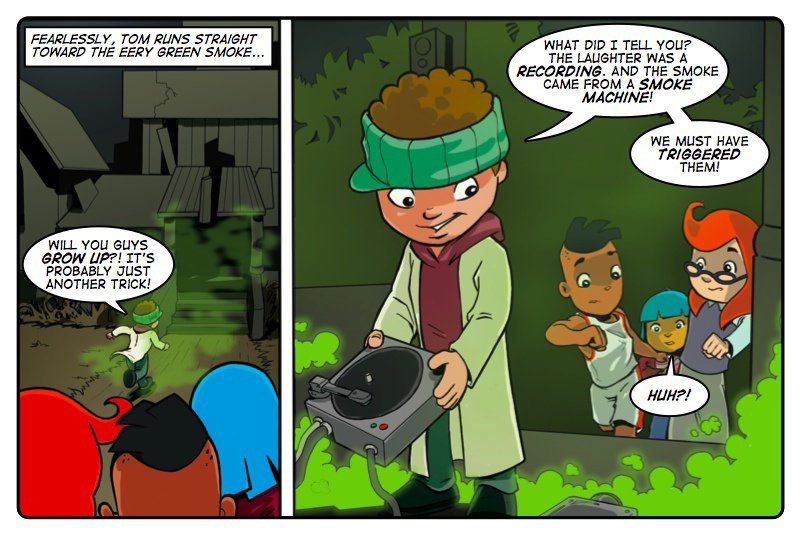 FEARLESSLY, TOM RUNS STRAIGHT
TOWARD THE EERY GREEN SMOKE...
WILL YOU GUYS
GROW UP?! IT'S
PROBABLY JUST
ANOTHER TRICK!
WHAT DID I TELL YOU?
THE LAUGHTER WAS A
RECORDING. AND THE SMOKE
CAME FROM A SMOKE
MACHINE!
WE MUST HAVE
TRIGGERED
THEM!
HUH?!